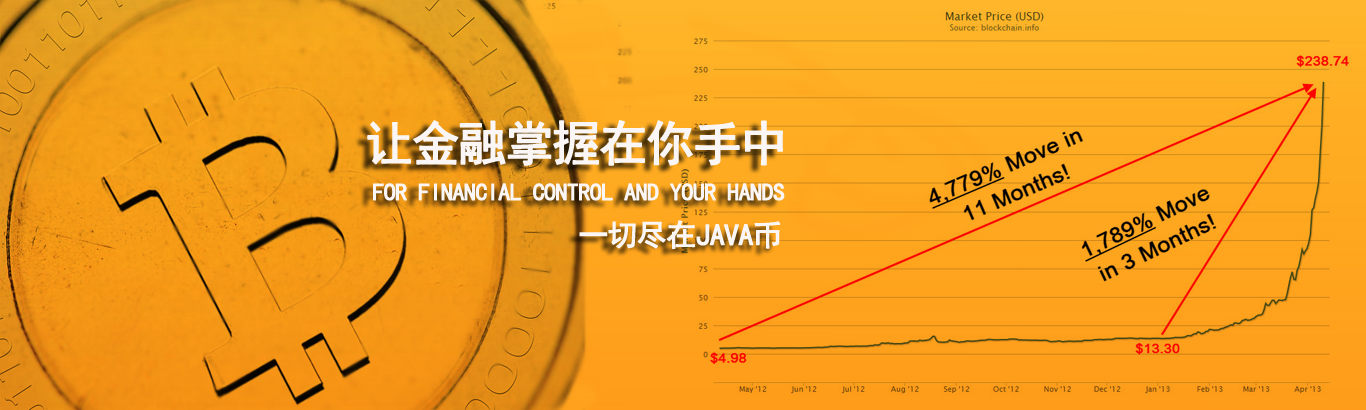 让金融掌握在你手中
FOR FINANCIAL CONTROL AND YOUR HANDS
一切尽在JAVA币
Market Price (USD)
Source: blockchain.info
275
250
225
125
75
50
25
0
$238.74
4,779% Move in
11 Months!
1,789% Move
in 3 Months!
$4.98
$13.30
May '12
Jun '12
Jul '12
Aug '12
Sep '12
Oct '12
Nov '12
Dec '12
Jan '13
Feb '13
Mar '13
Apr '13